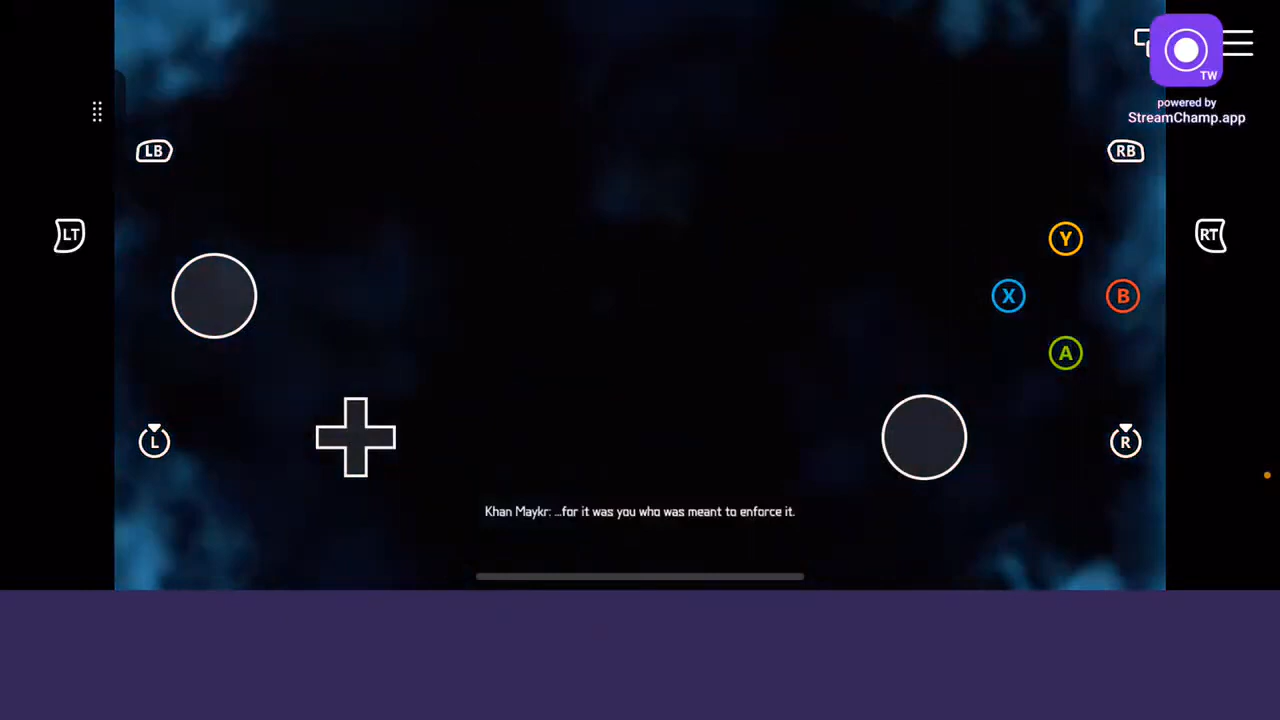 TW
powered by
StreamChamp.app
LB
RB
LT
RT
Y
X
B
A
L
R
Khan Maykr: ...for it was you who was meant to enforce it.